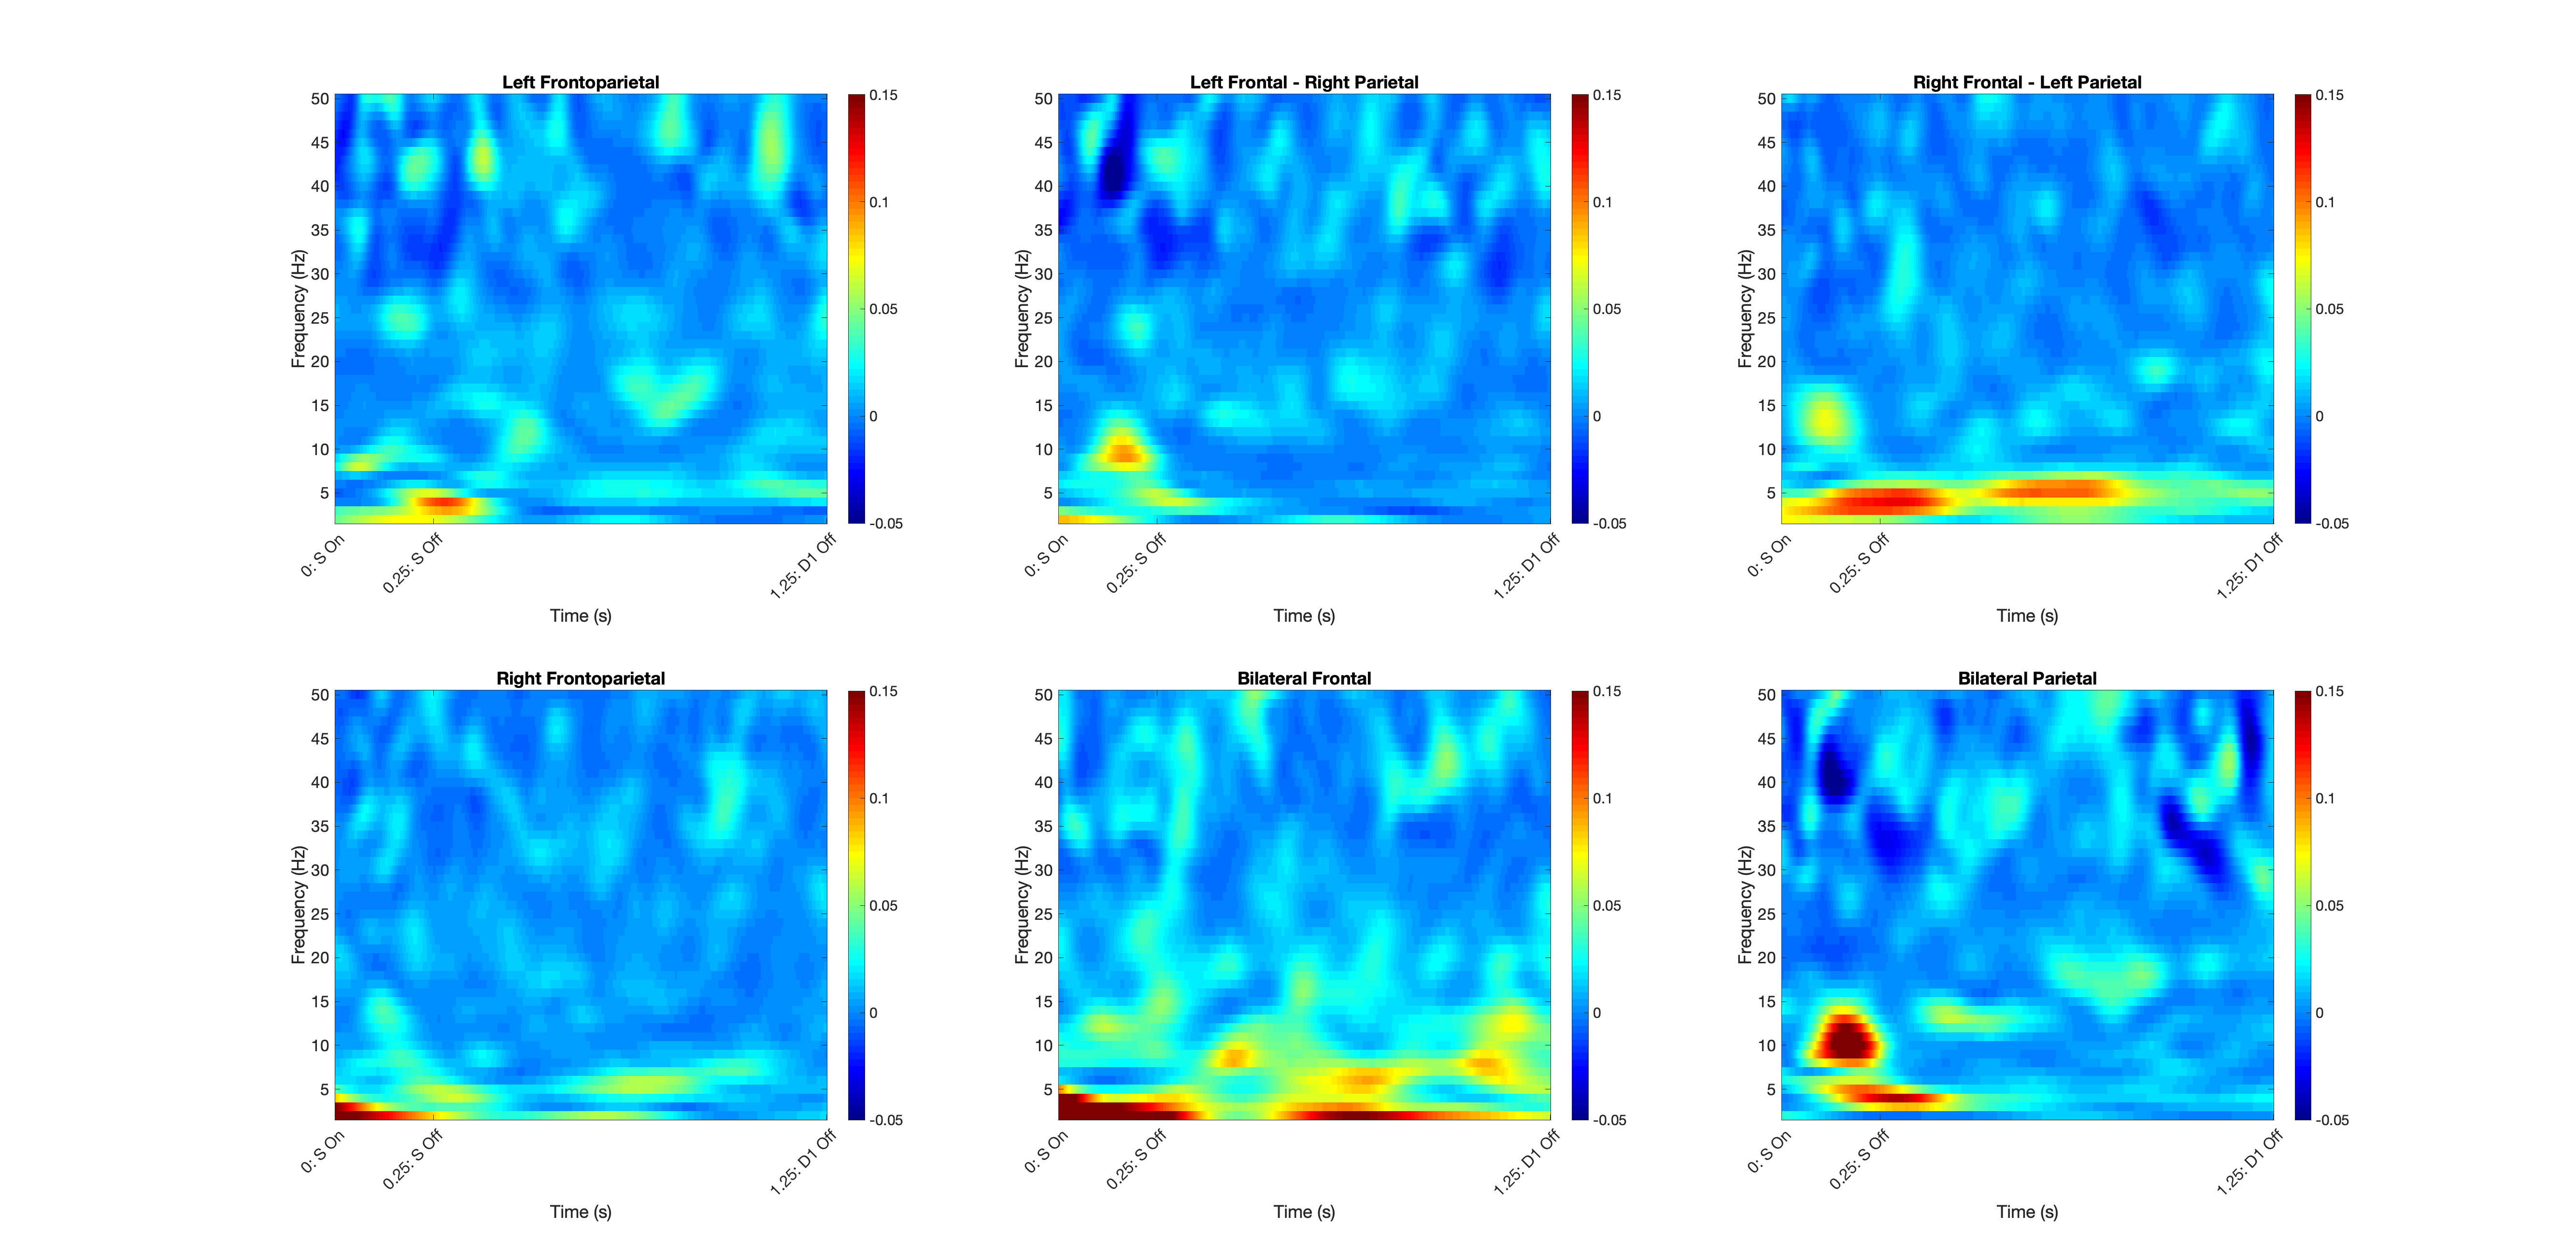 Left Frontoparietal
Frequency (Hz)
50
45
40
35
30
25
20
15
10
5
0: S On
0.25: S Off
1.25: D1 Off
Time (s)
0.15
0.1
0.05
0
-0.05
Left Frontal - Right Parietal
Frequency (Hz)
50
45
40
35
30
25
20
15
10
5
0: S On
0.25: S Off
1.25: D1 Off
Time (s)
0.15
0.1
0.05
0
-0.05
Right Frontal - Left Parietal
Frequency (Hz)
50
45
40
35
30
25
20
15
10
5
0: S On
0.25: S Off
1.25: D1 Off
Time (s)
0.15
0.1
0.05
0
-0.05
Right Frontoparietal
Frequency (Hz)
50
45
40
35
30
25
20
15
10
5
0: S On
0.25: S Off
1.25: D1 Off
Time (s)
0.15
0.1
0.05
0
-0.05
Bilateral Frontal
Frequency (Hz)
50
45
40
35
30
25
20
15
10
5
0: S On
0.25: S Off
1.25: D1 Off
Time (s)
0.15
0.1
0.05
0
-0.05
Bilateral Parietal
Frequency (Hz)
50
45
40
35
30
25
20
15
10
5
0: S On
0.25: S Off
1.25: D1 Off
Time (s)
0.15
0.1
0.05
0
-0.05